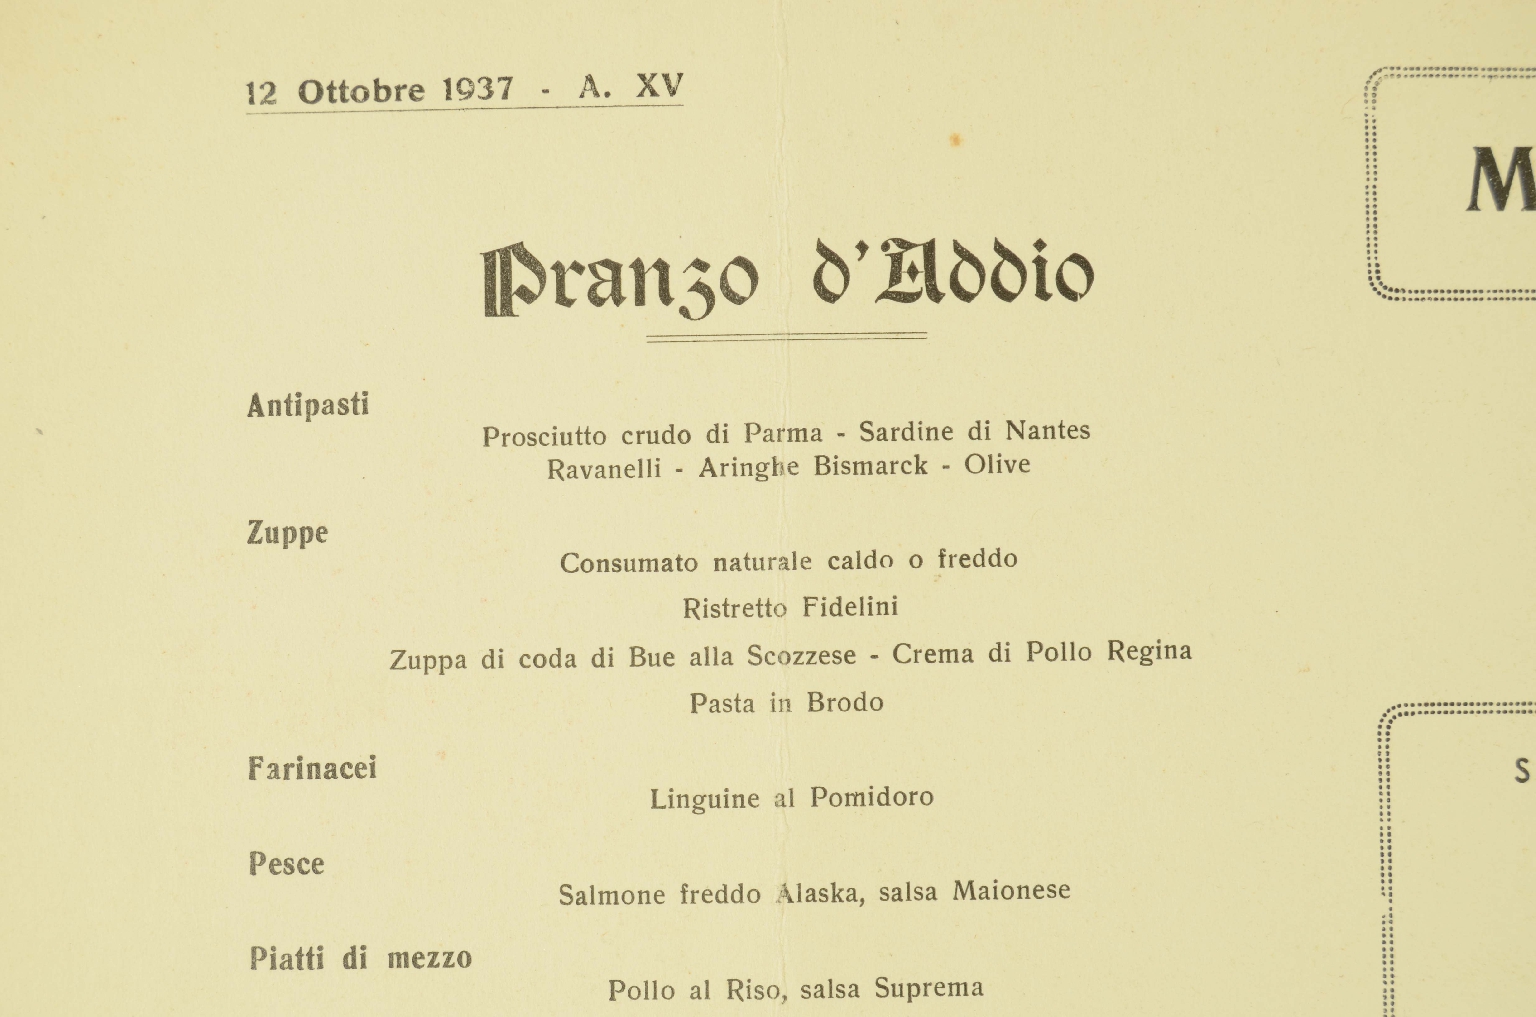 12 Ottobre 1937 - A. XV
Pranzo d'Addio
Antipasti
Prosciutto crudo di Parma - Sardine di Nantes
Ravanelli - Aringhe Bismarck - Olive
Zuppe
Consumato naturale caldo o freddo
Ristretto Fidelini
Zuppa di coda di Bue alla Scozzese - Crema di Pollo Regina
Pasta in Brodo
Farinacei
Linguine al Pomidoro
Pesce
Salmone freddo Alaska, salsa Maionese
Piatti di mezzo
Pollo al Riso, salsa Suprema